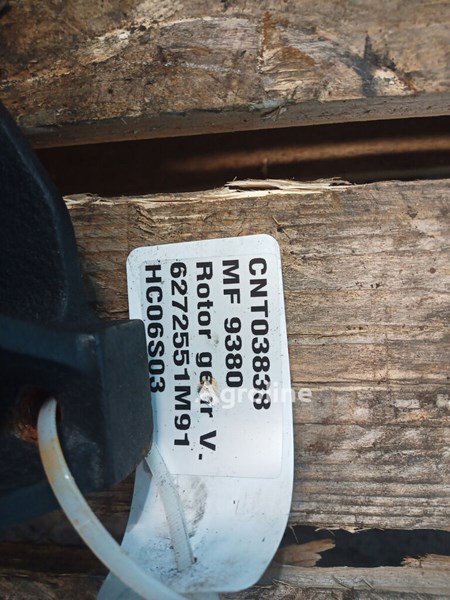 CNT03838
MF 9380
Rotor gear V.
6272551M91
HC06S03
Agroline